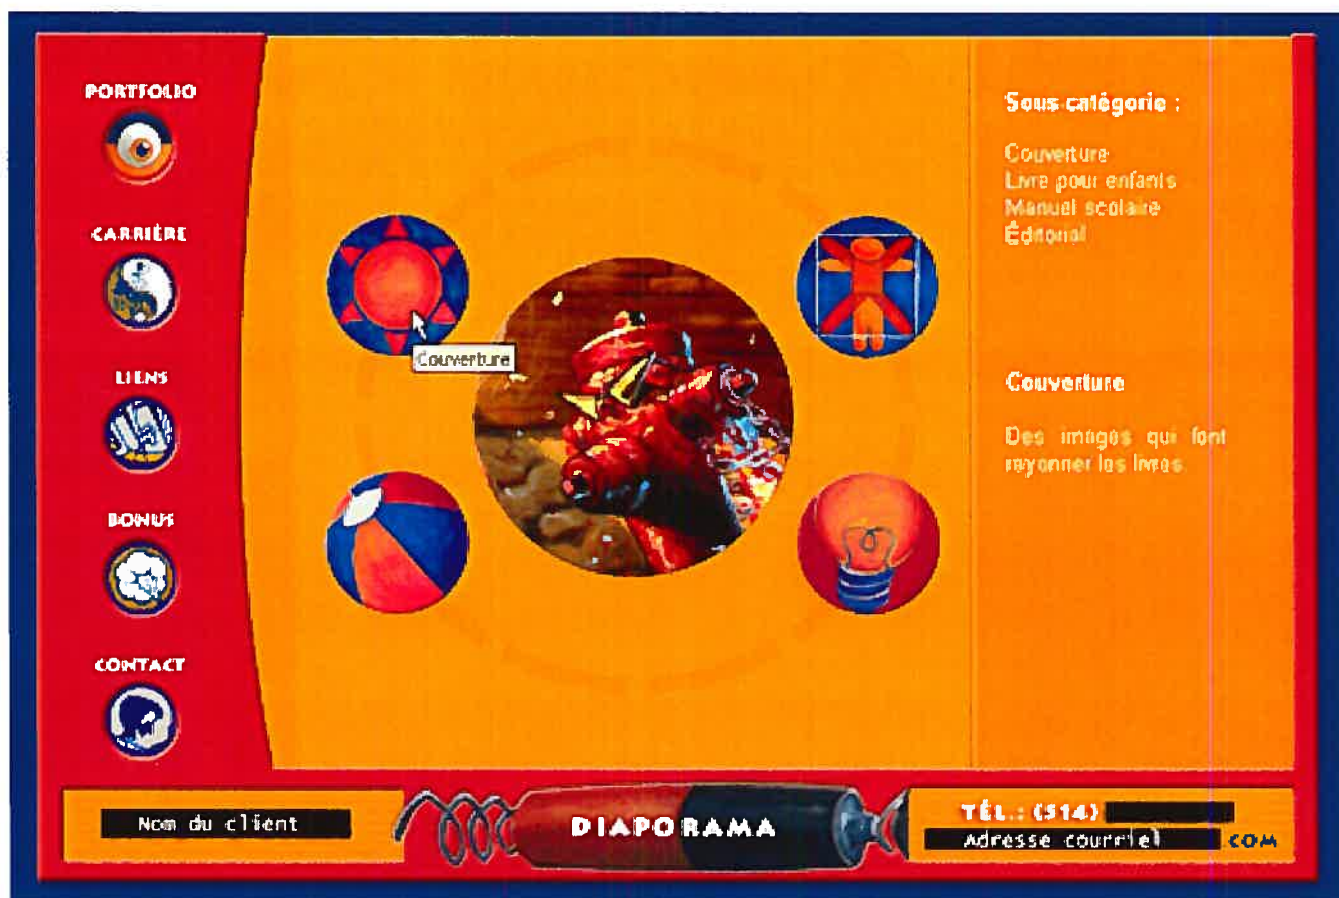 PORTFOLIO
CARRIÈRE
LIENS
BONUS
CONTACT
Couverture
Sous catégorie :
Couverture
Livre pour enfants
Manuel scolaire
Éditorial
Couverture
Des images qui font
rayonner les livres
Nom du client
DIAPORAMA
TÉL.: (514)
Adresse courriel .COM